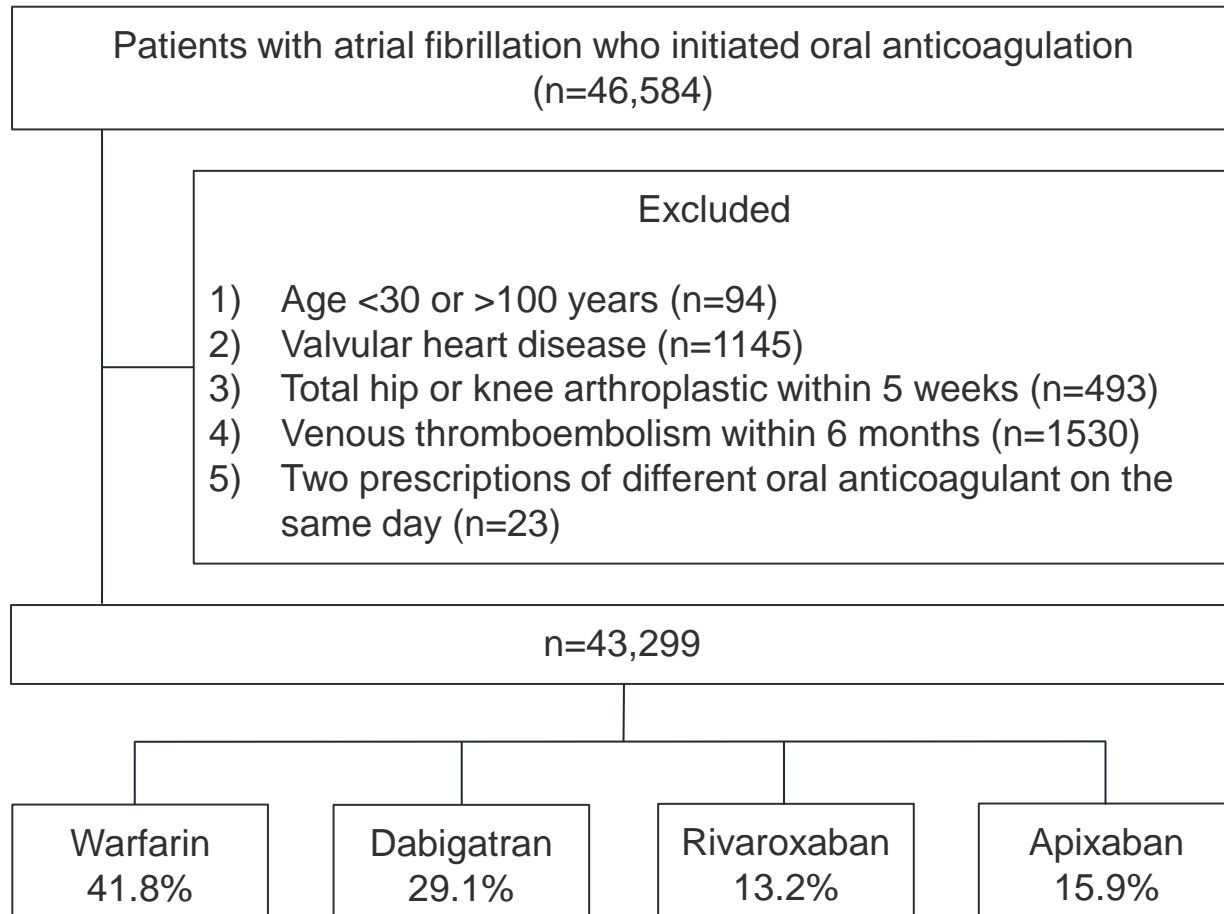 Patients with atrial fibrillation who initiated oral anticoagulation
(n=46,584)
Excluded
1) Age <30 or >100 years (n=94)
2) Valvular heart disease (n=1145)
3) Total hip or knee arthroplastic within 5 weeks (n=493)
4) Venous thromboembolism within 6 months (n=1530)
5) Two prescriptions of different oral anticoagulant on the
same day (n=23)
n=43,299
Warfarin
41.8%
Dabigatran
29.1%
Rivaroxaban
13.2%
Apixaban
15.9%